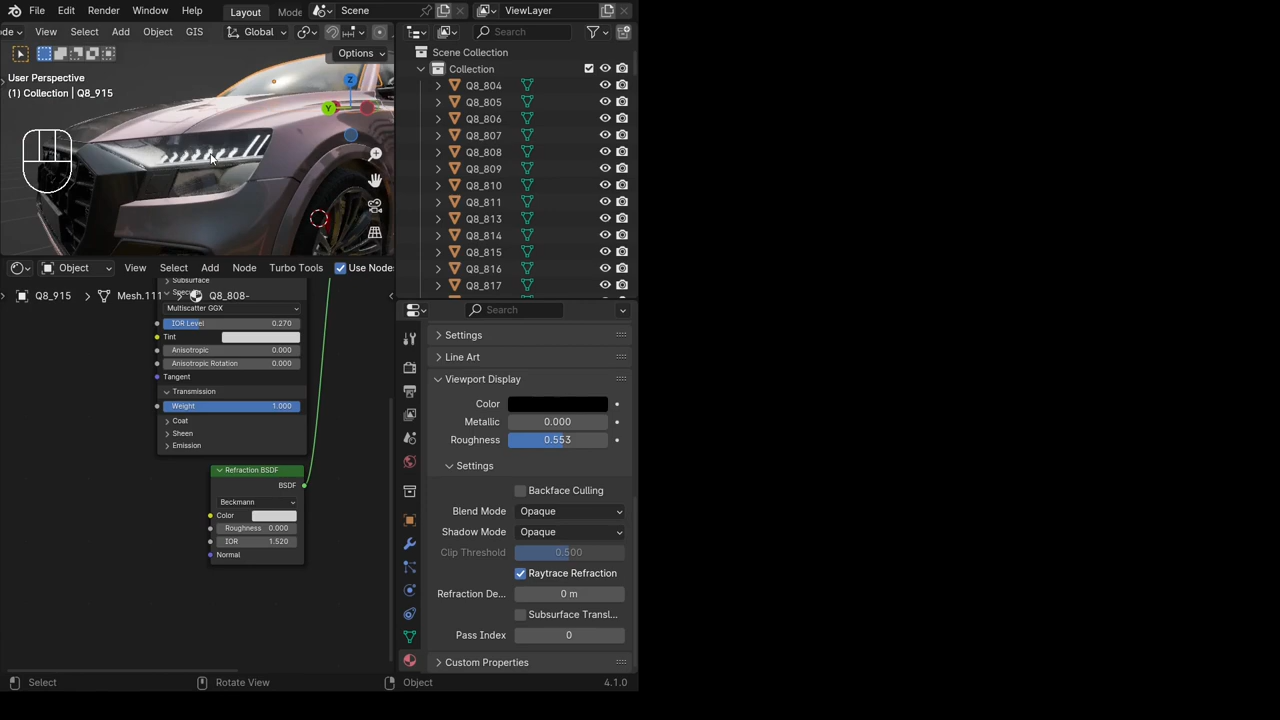 File Edit Render Window Help Layout Mode Scene ViewLayer
de View Select Add Object GIS Global Search
Options
Scene Collection
User Perspective
(1) Collection | Q8_915
Collection
Q8_804
Q8_805
Q8_806
Q8_807
Q8_808
Q8_809
Q8_810
Q8_811
Q8_813
Q8_814
Q8_815
Q8_816
Q8_817
Z
Y
Object View Select Add Node Turbo Tools Use Node
Q8_915 Mesh.111 Q8_808-
Subsurface
Multiscatter GGX
IOR Level 0.270
Tint
Anisotropic 0.000
Anisotropic Rotation 0.000
Tangent
Transmission
Weight 1.000
Coat
Sheen
Emission
Refraction BSDF
BSDF
Beckmann
Color
Roughness 0.000
IOR 1.520
Normal
Search
Settings
Line Art
Viewport Display
Color
Metallic 0.000
Roughness 0.553
Settings
Backface Culling
Blend Mode Opaque
Shadow Mode Opaque
Clip Threshold 0.500
Raytrace Refraction
Refraction De... 0 m
Subsurface Transl...
Pass Index 0
Custom Properties
Select Rotate View Object 4.1.0